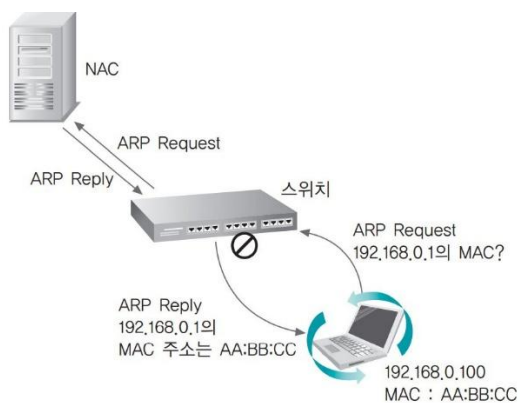 NAC
ARP Request
ARP Reply
스위치
ARP Request
192.168.0.1의 MAC?
ARP Reply
192.168.0.1의
MAC 주소는 AA:BB:CC
192.168.0.100
MAC : AA:BB:CC